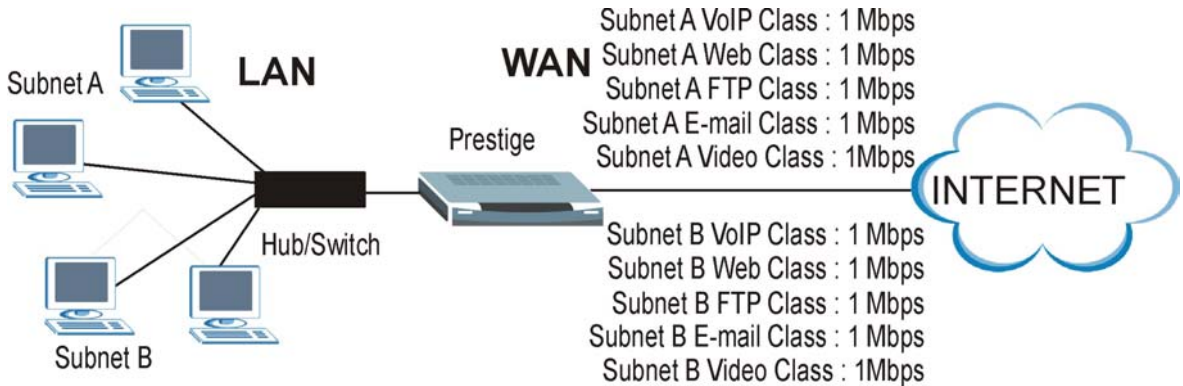 Subnet A
LAN
Hub/Switch
Subnet B
Prestige
WAN
Subnet A VoIP Class : 1 Mbps
Subnet A Web Class : 1 Mbps
Subnet A FTP Class : 1 Mbps
Subnet A E-mail Class : 1 Mbps
Subnet A Video Class : 1Mbps
Subnet B VoIP Class : 1 Mbps
Subnet B Web Class : 1 Mbps
Subnet B FTP Class : 1 Mbps
Subnet B E-mail Class : 1 Mbps
Subnet B Video Class : 1Mbps
INTERNET